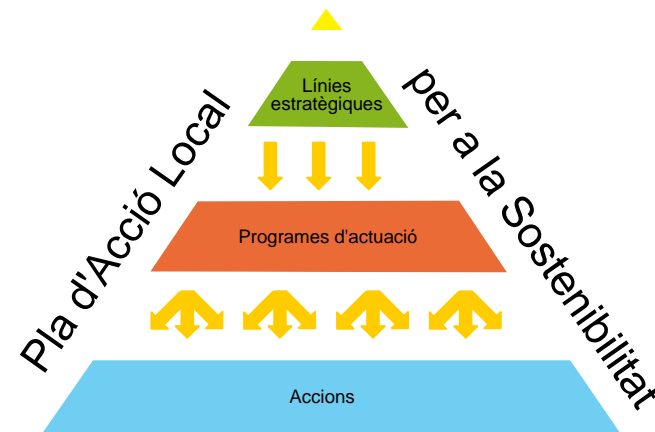 Pla d'Acció Local
per a la Sostenibilitat
Línies
estratègiques
Programes d'actuació
Accions